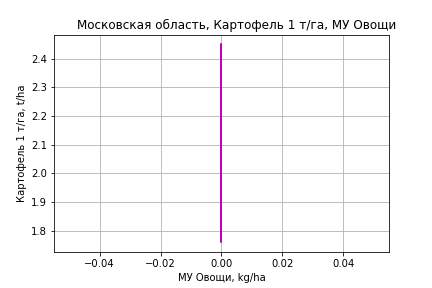 Московская область, Картофель 1 т/га, МУ Овощи
Картофель 1 т/га, t/ha
2.4
2.3
2.2
2.1
2.0
1.9
1.8
−0.04 −0.02 0.00 0.02 0.04
МУ Овощи, kg/ha